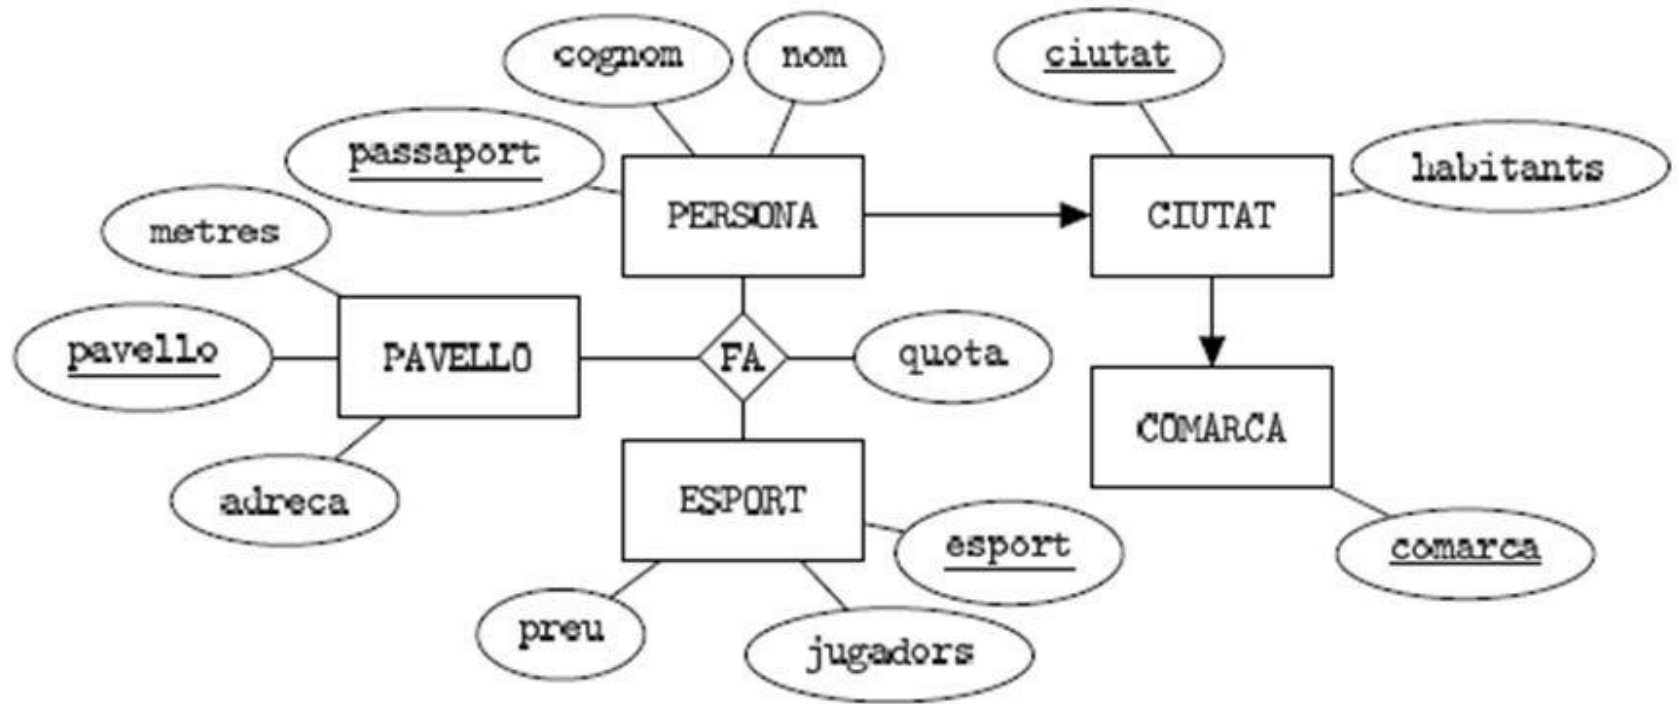 cognom
nom
ciutat
passaport
habitants
PERSONA
CIUTAT
metres
pavello
PAVELLO
FA
quota
COMARCA
adreca
ESPORT
esport
comarca
preu
jugadors